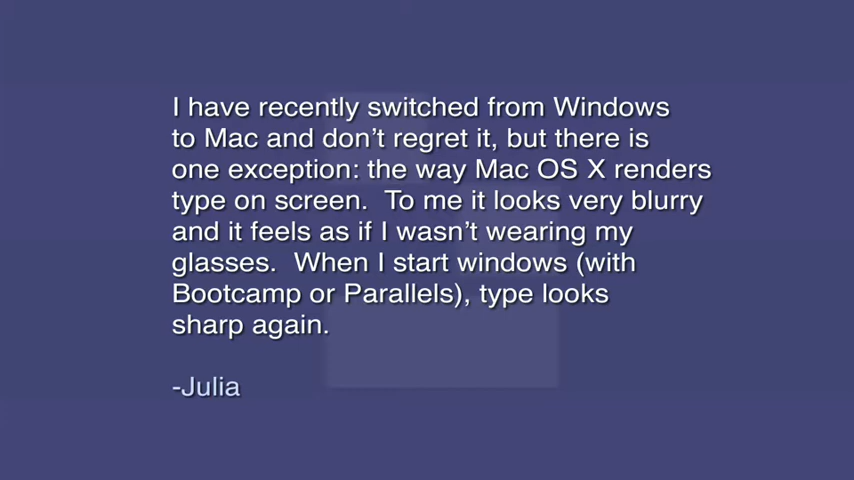 I have recently switched from Windows
to Mac and don't regret it, but there is
one exception: the way Mac OS X renders
type on screen.  To me it looks very blurry
and it feels as if I wasn't wearing my
glasses.  When I start windows (with
Bootcamp or Parallels), type looks
sharp again.
-Julia